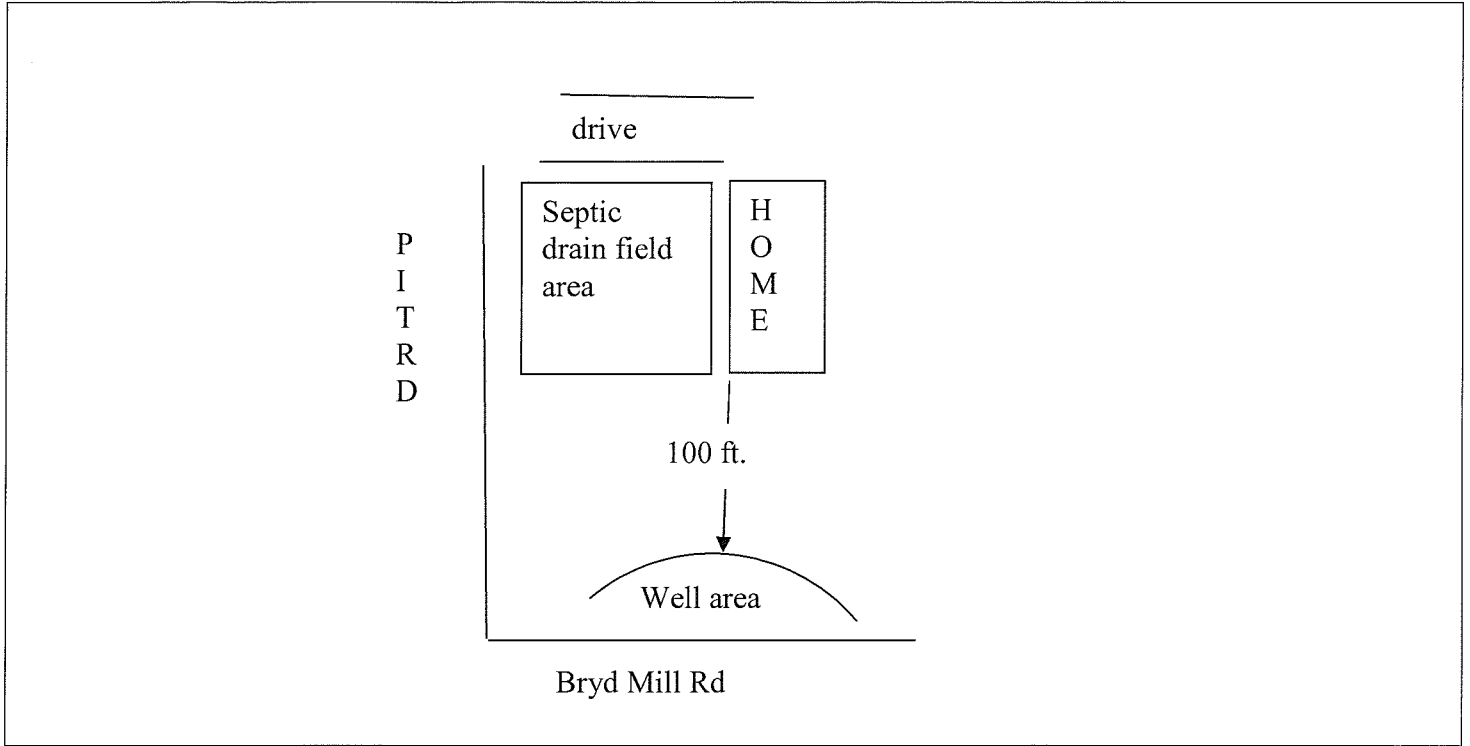 drive
Septic
drain field
area
H
O
M
E
P
I
T
R
D
100 ft.
Well area
Bryd Mill Rd